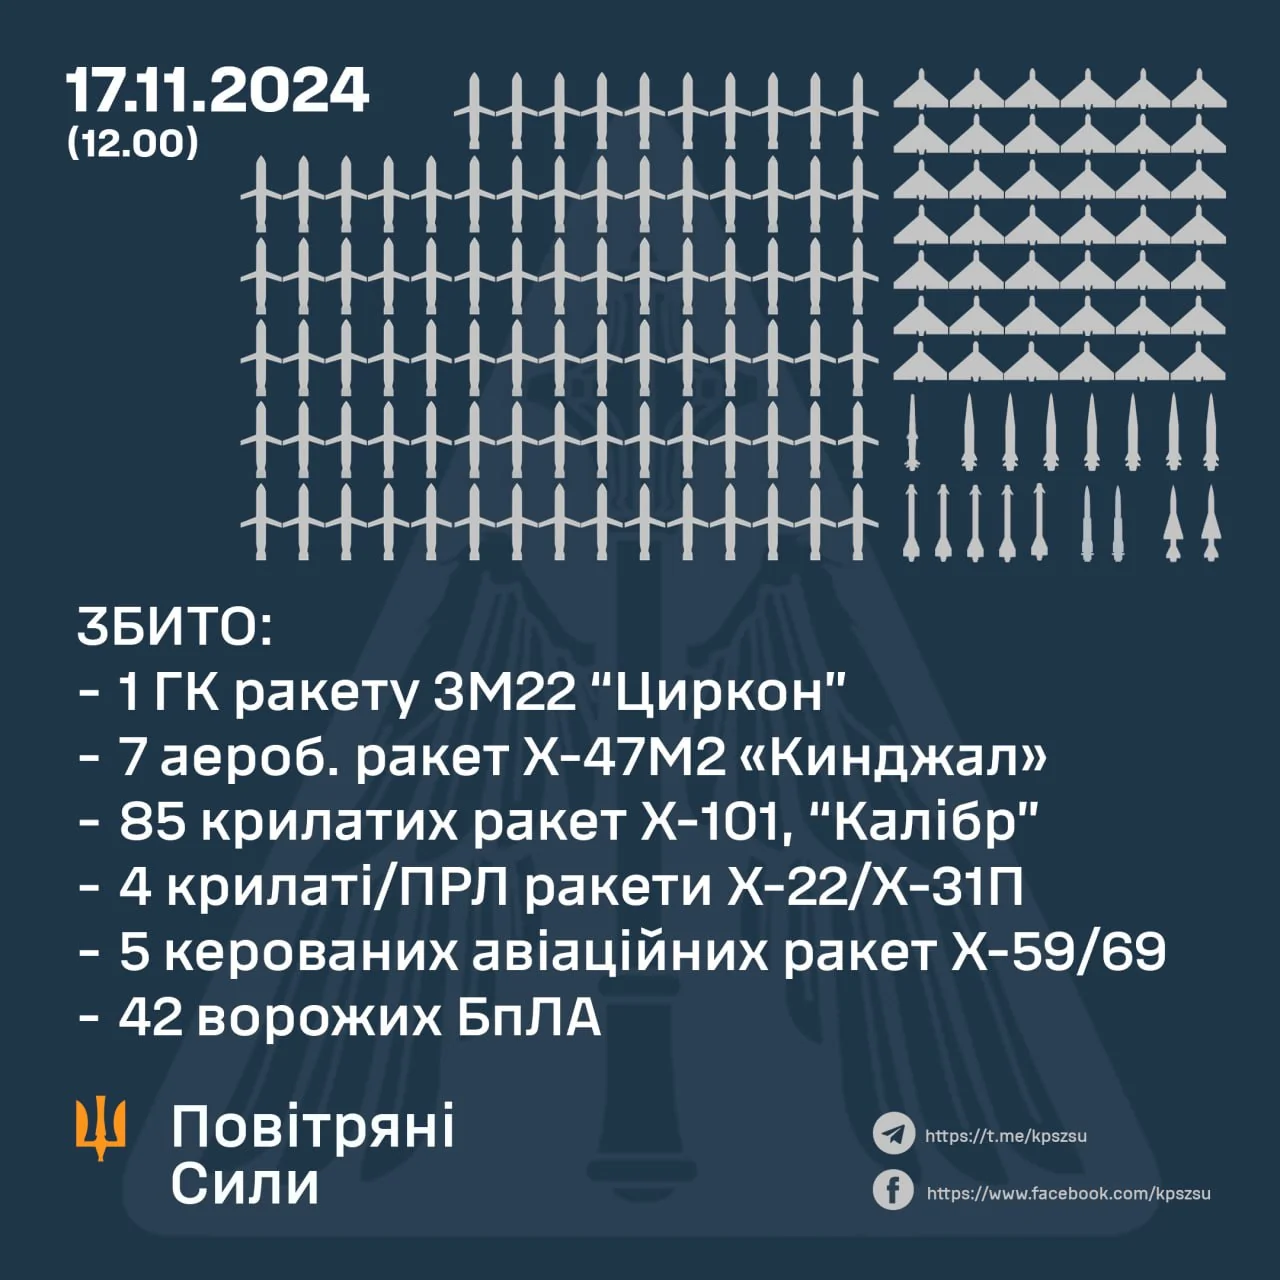 17.11.2024
(12.00)
ЗБИТО:
- 1 ГК ракету 3М22 “Циркон”
- 7 аероб. ракет Х-47М2 «Кинджал»
- 85 крилатих ракет Х-101, “Калібр”
- 4 крилаті/ПРЛ ракети Х-22/Х-31П
- 5 керованих авіаційних ракет Х-59/69
- 42 ворожих БпЛА
Повітряні
Сили
https://t.me/kpszsu
https://www.facebook.com/kpszsu